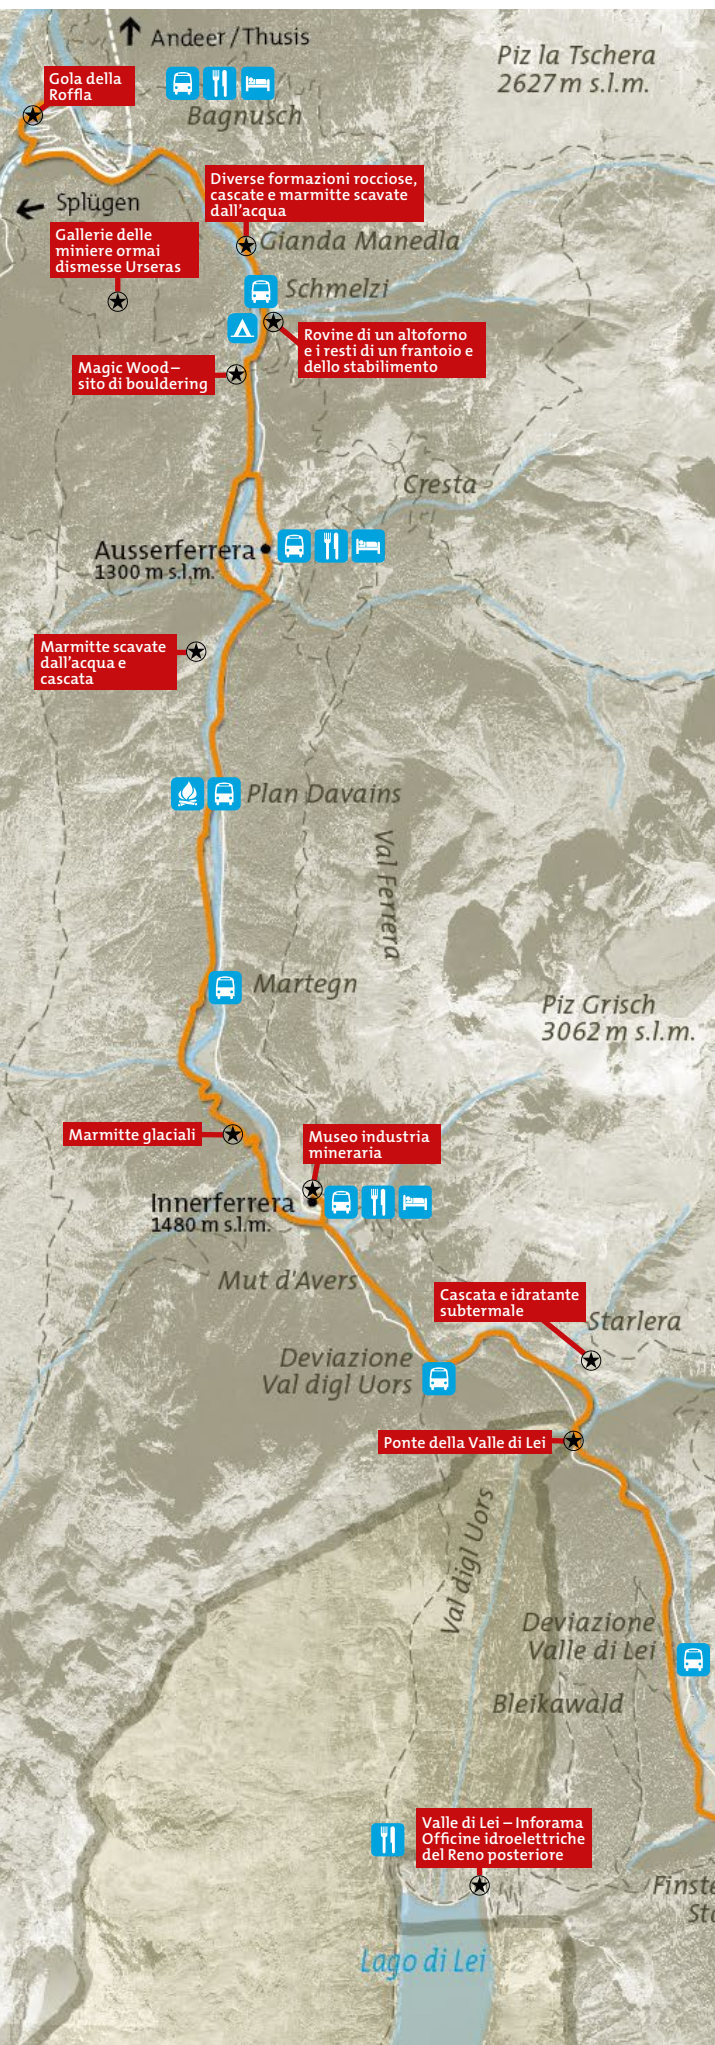 Andeer / Thusis
Piz la Tschera
2627 m s.l.m.
Gola della
Roffla
Bagnusch
Diverse formazioni rocciose,
cascate e marmitte scavate
dall'acqua
Splügen
Gallerie delle
miniere ormai
dismesse Urseras
Gianda Manedla
Schmelzi
Rovine di un altoforno
e i resti di un frantoio e
dello stabilimento
Magic Wood –
sito di bouldering
Cresta
Ausserferrera
1300 m s.l.m.
Marmitte scavate
dall'acqua e
cascata
Plan Davains
Val Ferrera
Martegn
Piz Grisch
3062 m s.l.m.
Marmitte glaciali
Museo industria
mineraria
Innerferrera
1480 m s.l.m.
Mut d'Avers
Cascata e idratante
subtermale
Starlera
Deviazione
Val digl Uors
Ponte della Valle di Lei
Val digl Uors
Deviazione
Valle di Lei
Bleikawald
Valle di Lei – Inforama
Officine idroelettriche
del Reno posteriore
Finste
Sta
Lago di Lei